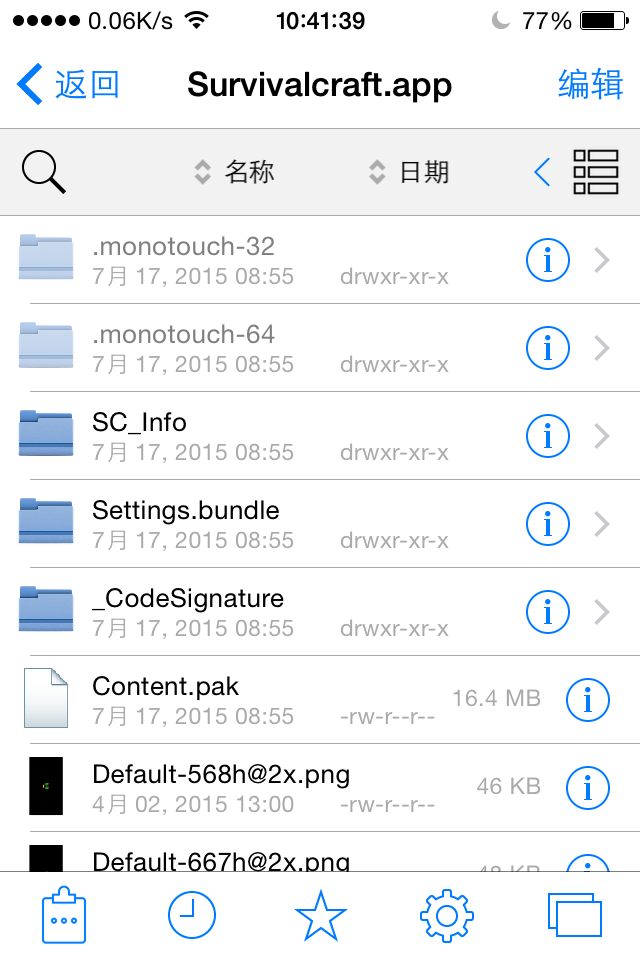 0.06K/s 10:41:39 77%
返回 Survivalcraft.app 编辑
名称 日期
.monotouch-32
7月 17, 2015 08:55 drwxr-xr-x
.monotouch-64
7月 17, 2015 08:55 drwxr-xr-x
SC_Info
7月 17, 2015 08:55 drwxr-xr-x
Settings.bundle
7月 17, 2015 08:55 drwxr-xr-x
_CodeSignature
7月 17, 2015 08:55 drwxr-xr-x
Content.pak
7月 17, 2015 08:55 -rw-r--r-- 16.4 MB
Default-568h@2x.png
4月 02, 2015 13:00 -rw-r--r-- 46 KB
Default-667h@2x.png 48 KB